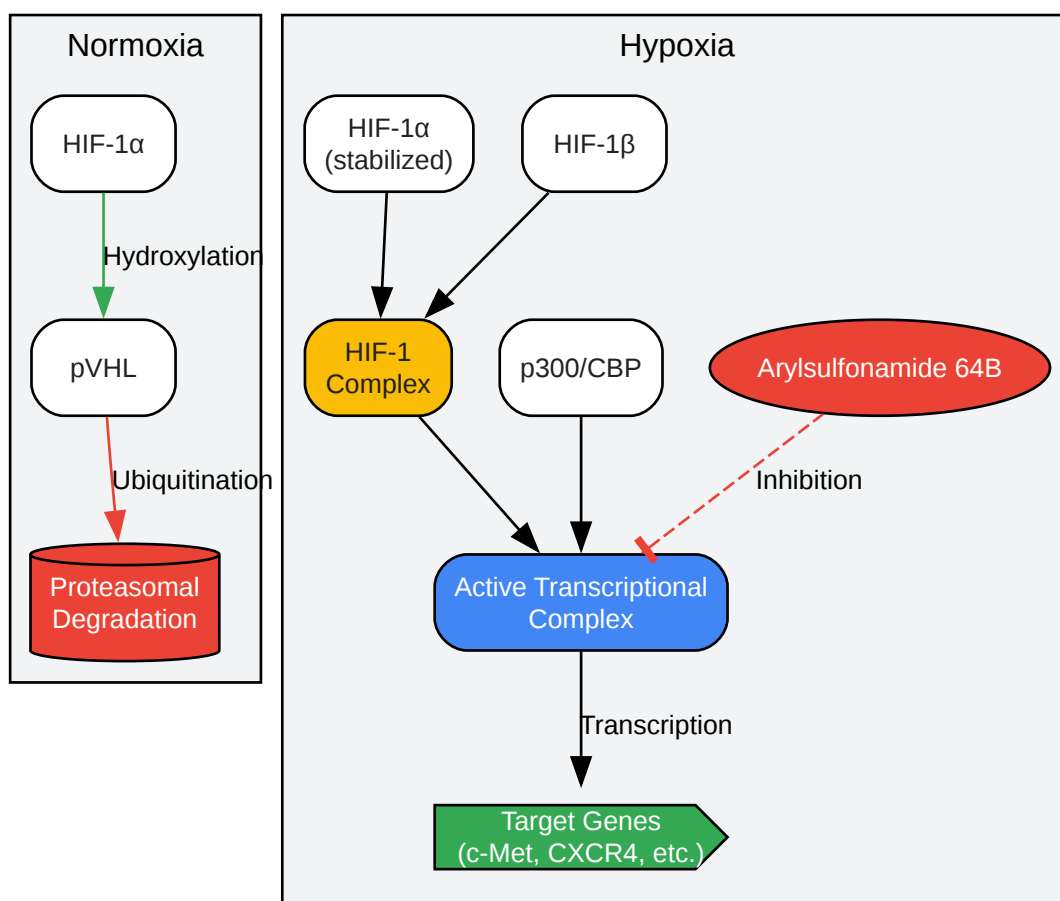 Normoxia
HIF-1α
Hydroxylation
pVHL
Ubiquitination
Proteasomal
Degradation
Hypoxia
HIF-1α
(stabilized)
HIF-1β
HIF-1
Complex
p300/CBP
Arylsulfonamide 64B
Inhibition
Active Transcriptional
Complex
Transcription
Target Genes
(c-Met, CXCR4, etc.)